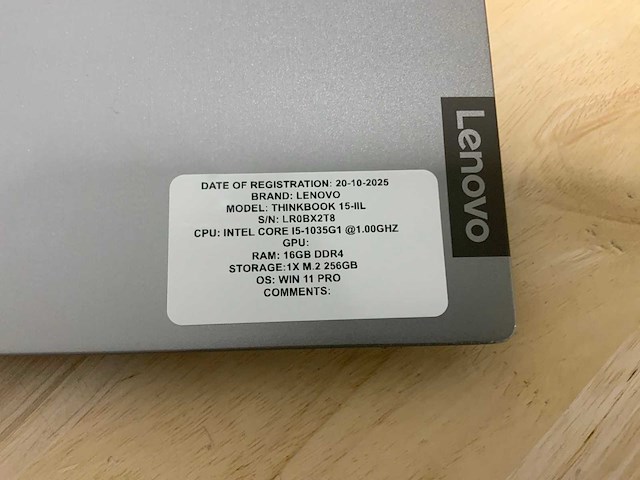 DATE OF REGISTRATION: 20-10-2025
BRAND: LENOVO
MODEL: THINKBOOK 15-IIL
S/N: LR0BX2T8
CPU: INTEL CORE I5-1035G1 @1.00GHZ
GPU:
RAM: 16GB DDR4
STORAGE:1X M.2 256GB
OS: WIN 11 PRO
COMMENTS:
Lenovo